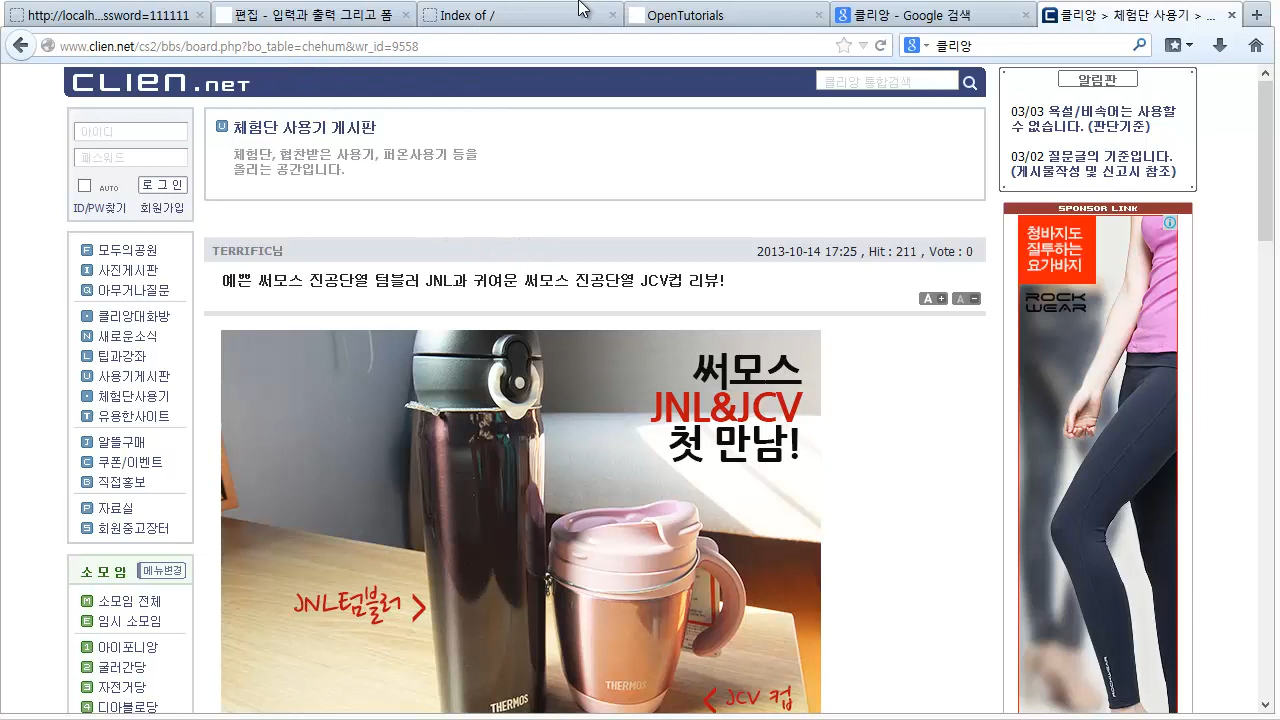 http://localh...ssword=111111
편집 - 입력과 출력 그리고 폼
Index of /
OpenTutorials
클리앙 - Google 검색
클리앙 > 체험단 사용기 > ...
www.clien.net/cs2/bbs/board.php?bo_table=chehum&wr_id=9558
클리앙
CLIEN.NET
클리앙 통합검색
아이디
패스워드
AUTO
로그인
ID/PW찾기
회원가입
모두의공원
사진게시판
아무거나질문
클리앙대화방
새로운소식
팁과강좌
사용기게시판
체험단사용기
유용한사이트
알뜰구매
쿠폰/이벤트
직접홍보
자료실
회원중고장터
소모임
메뉴변경
소모임 전체
임시 소모임
1 아이포니앙
2 굴러간당
3 자전거당
4 디아블로당
체험단 사용기 게시판
체험단, 협찬받은 사용기, 퍼온사용기 등을
올리는 공간입니다.
TERRIFIC님
2013-10-14 17:25 , Hit : 211 , Vote : 0
예쁜 써모스 진공단열 텀블러 JNL과 귀여운 써모스 진공단열 JCV컵 리뷰!
A +
A -
써모스
JNL&JCV
첫 만남!
JNL텀블러 >
< JCV 컵
THERMOS
THERMOS
알림판
03/03 욕설/비속어는 사용할
수 없습니다. (판단기준)
03/02 질문글의 기준입니다.
(게시물작성 및 신고시 참조)
SPONSOR LINK
청바지도
질투하는
요가바지
ROCK
WEAR